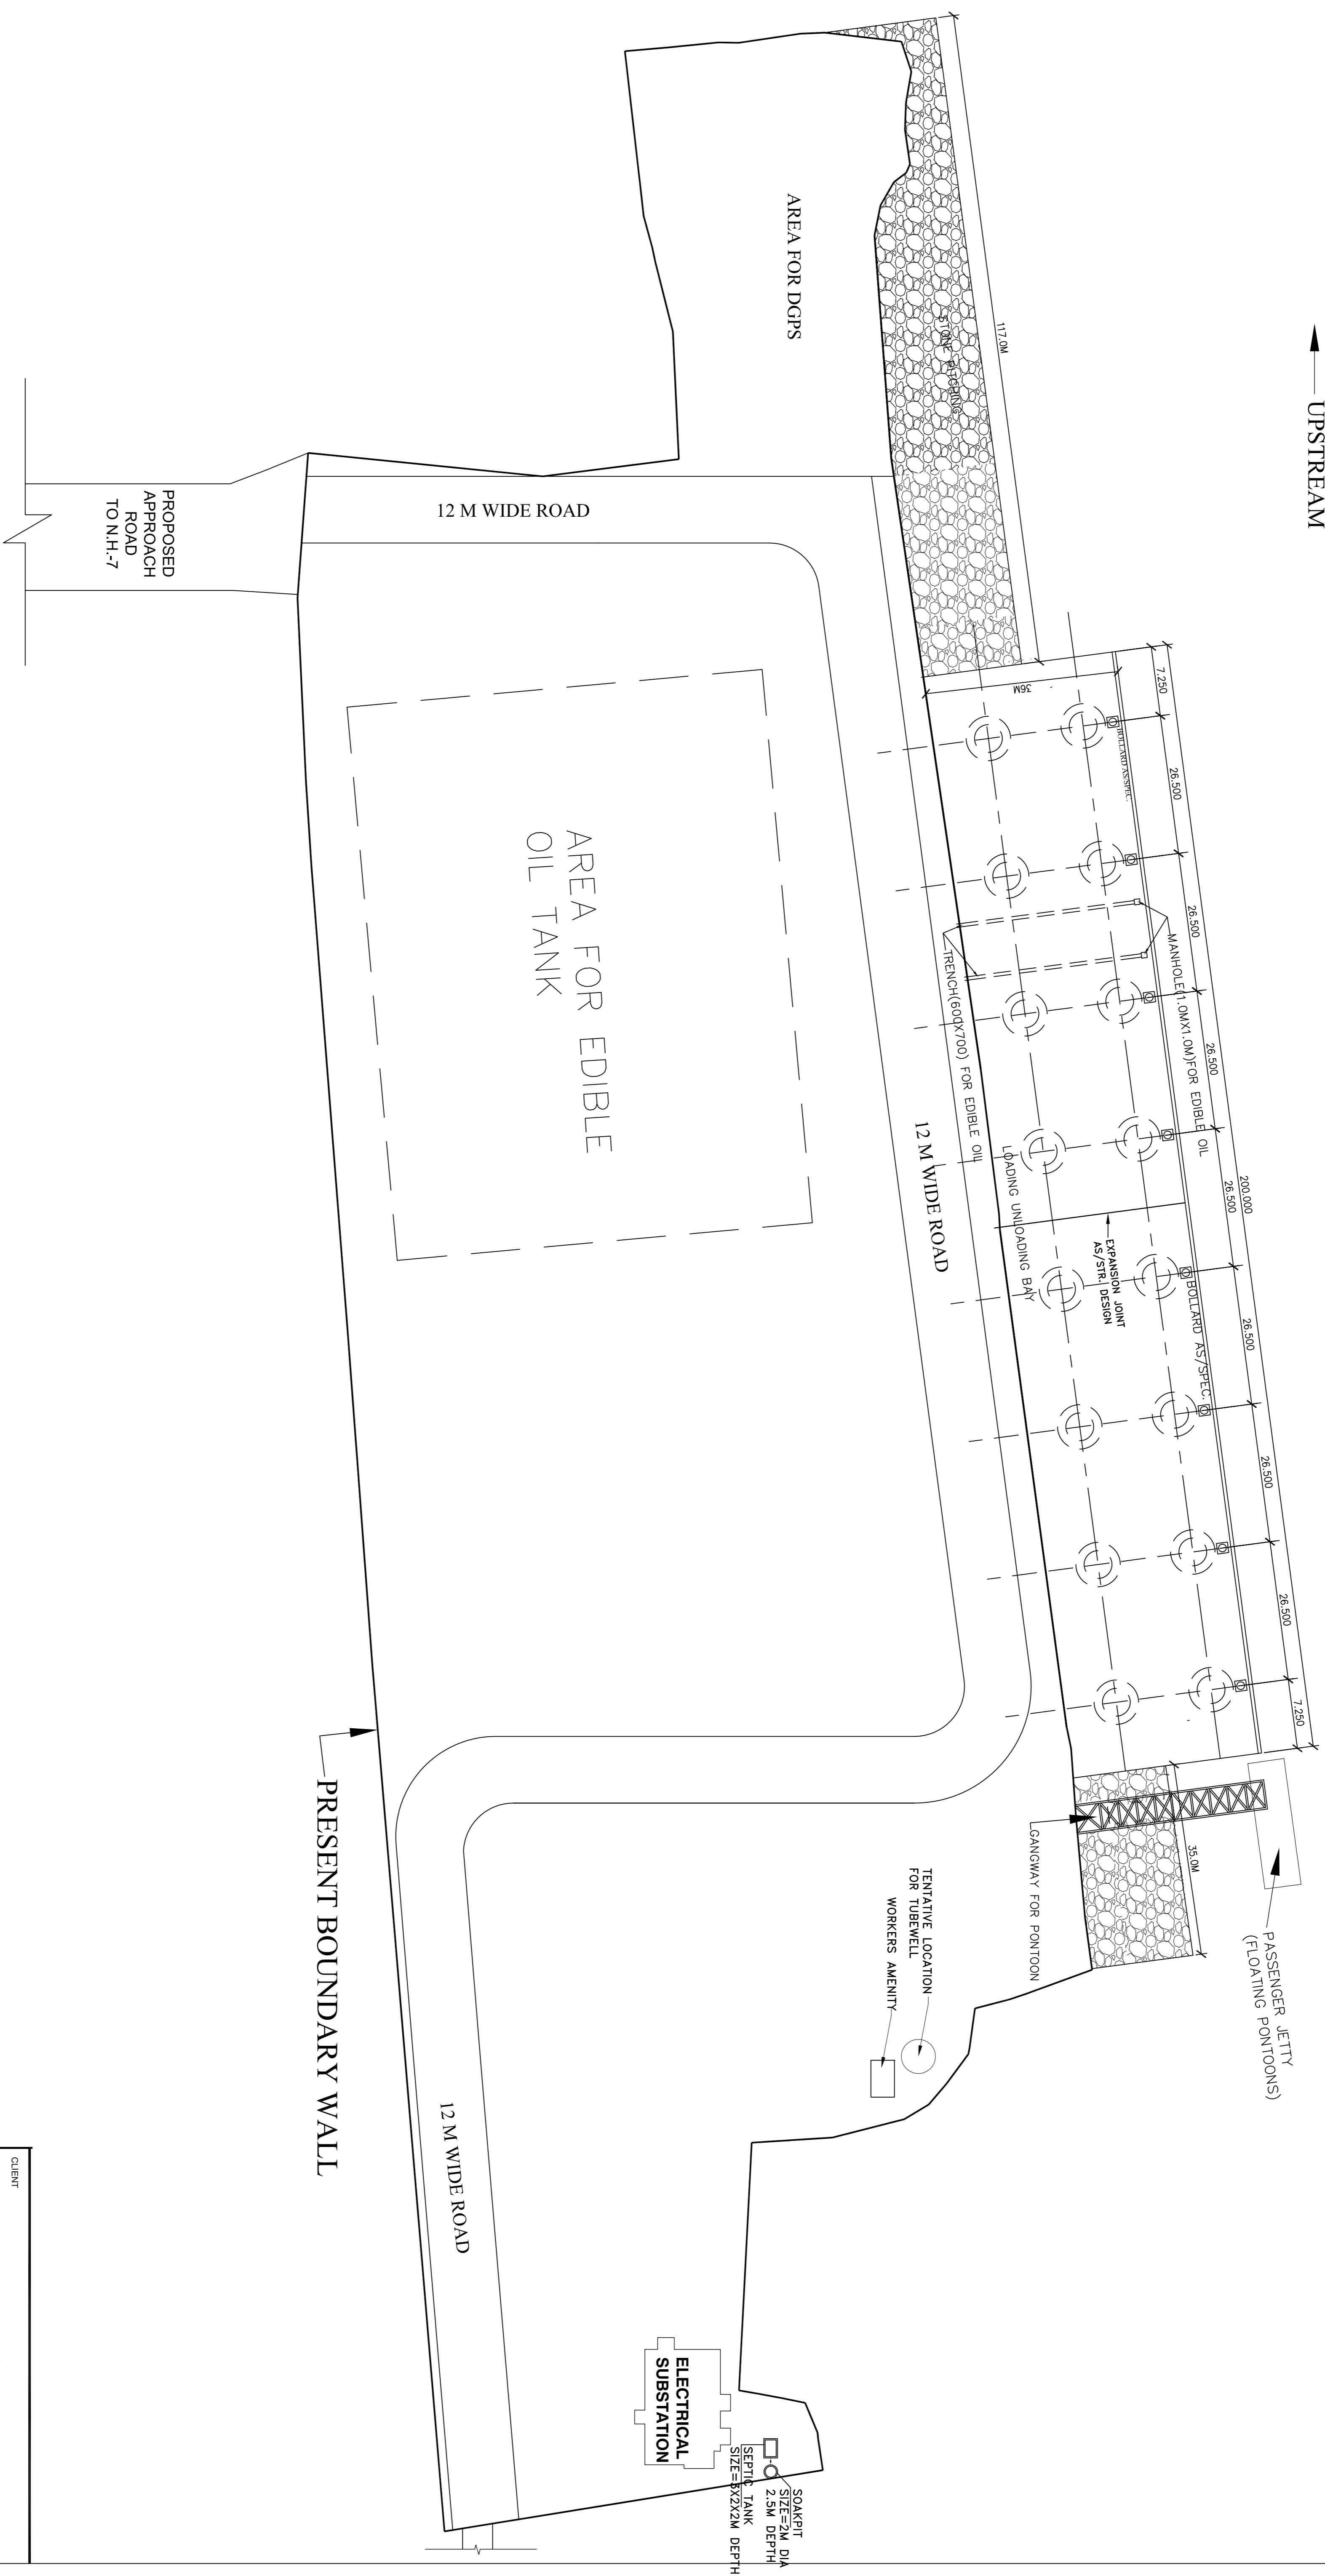 UPSTREAM
117.0M
STONE PITCHING
AREA FOR DGPS
12 M WIDE ROAD
PROPOSED
APPROACH
ROAD
TO N.H.-7
36M
7.250
26.500
26.500
26.500
200.000
26.500
26.500
26.500
26.500
7.250
BOLLARD AS/SPEC.
MANHOLE(1.0MX1.0M)FOR EDIBLE OIL
TRENCH(600X700) FOR EDIBLE OIL
LOADING UNLOADING BAY
EXPANSION JOINT
AS/STR. DESIGN
BOLLARD AS/SPEC.
12 M WIDE ROAD
AREA FOR EDIBLE
OIL TANK
PRESENT BOUNDARY WALL
35.0M
GANGWAY FOR PONTOON
PASSENGER JETTY
(FLOATING PONTOONS)
TENTATIVE LOCATION
FOR TUBEWELL
WORKERS AMENITY
12 M WIDE ROAD
ELECTRICAL
SUBSTATION
SOAKPIT
SIZE=2M DIA
2.5M DEPTH
SEPTIC TANK
SIZE=3X2X2M DEPTH
CLIENT